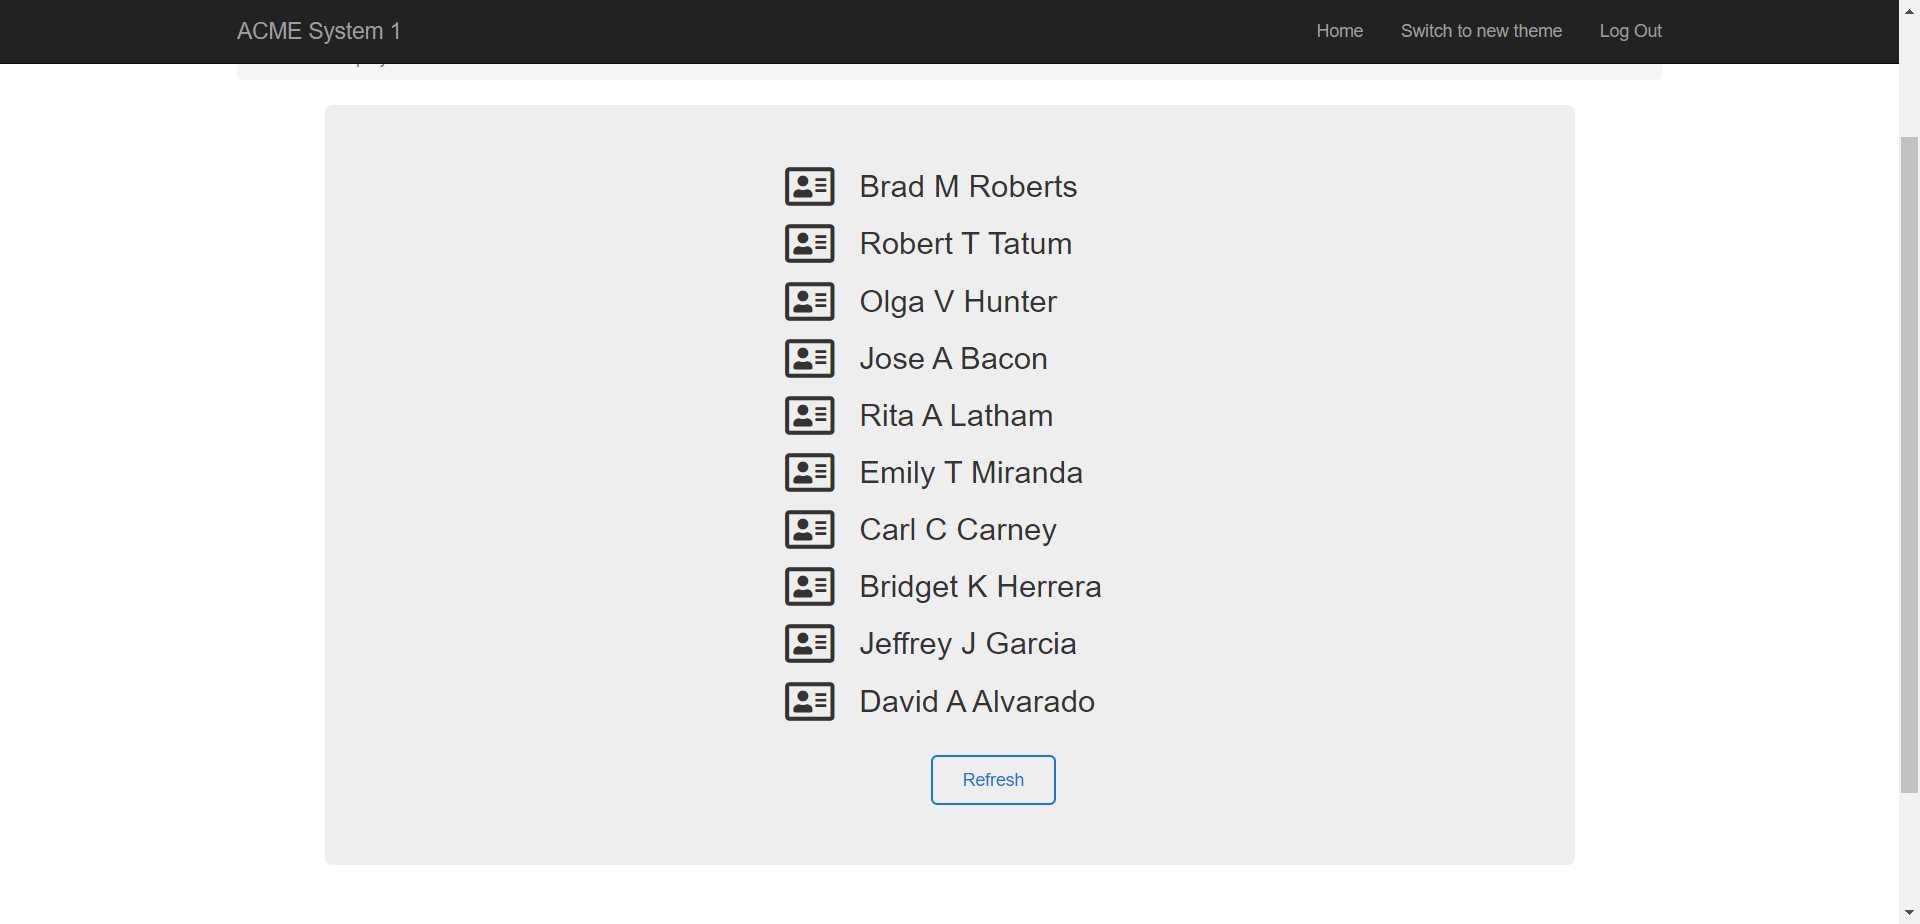 ACME System 1
Home
Switch to new theme
Log Out
Brad M Roberts
Robert T Tatum
Olga V Hunter
Jose A Bacon
Rita A Latham
Emily T Miranda
Carl C Carney
Bridget K Herrera
Jeffrey J Garcia
David A Alvarado
Refresh